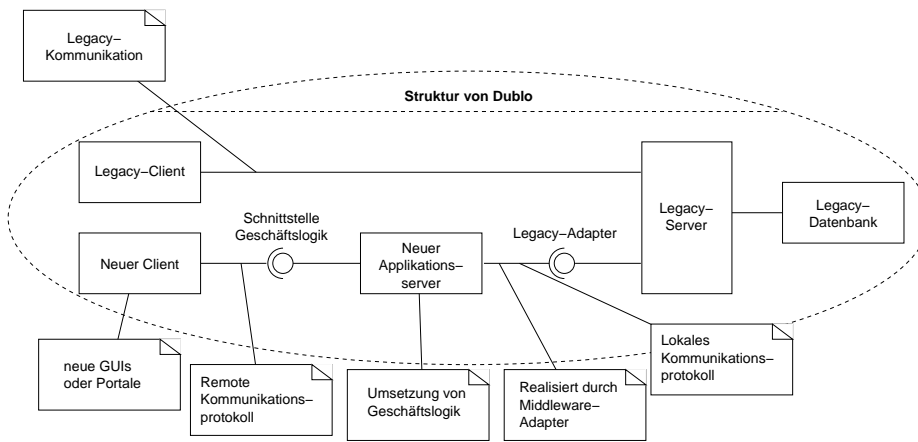 Legacy–
Kommunikation
Struktur von Dublo
Legacy–Client
Legacy–
Server
Legacy–
Datenbank
Schnittstelle
Geschäftslogik
Legacy–Adapter
Neuer Client
Neuer
Applikations–
server
neue GUIs
oder Portale
Remote
Kommunikations–
protokoll
Umsetzung von
Geschäftslogik
Realisiert durch
Middleware–
Adapter
Lokales
Kommunikations–
protokoll